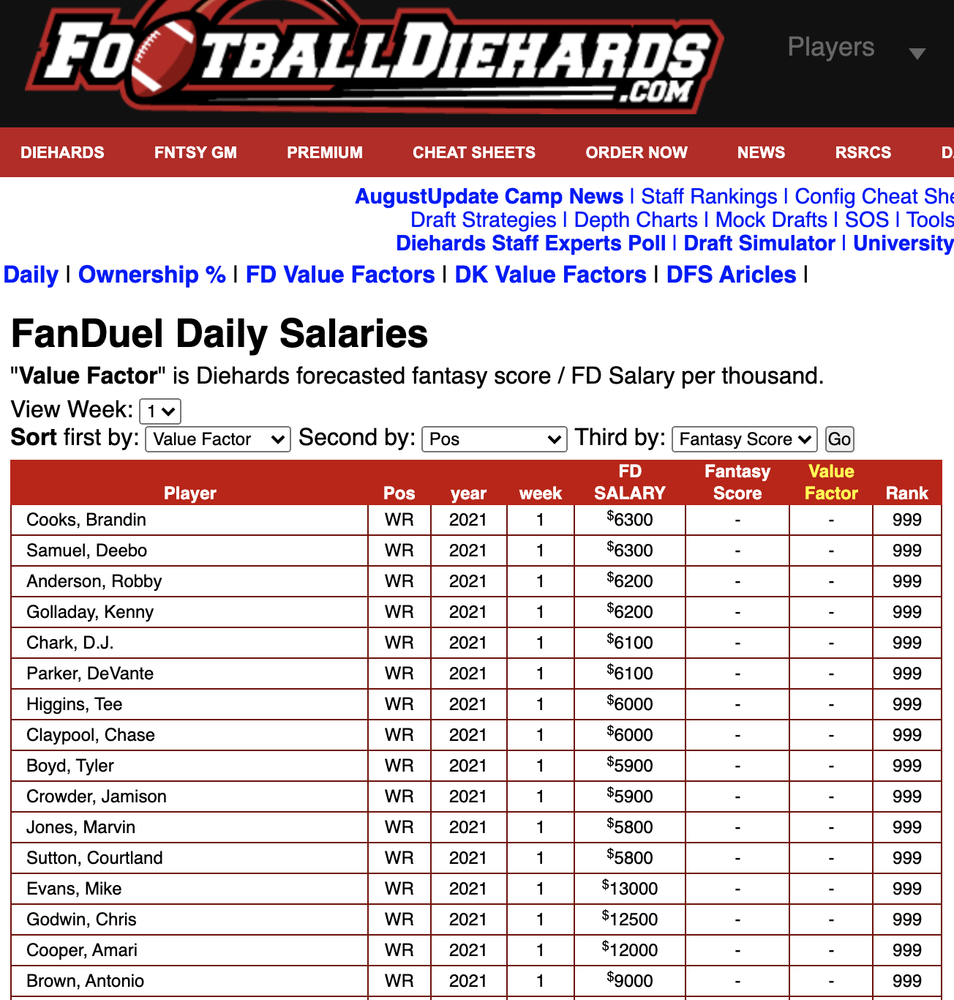 FOOTBALLDIEHARDS
.COM
Players
DIEHARDS FNTSY GM PREMIUM CHEAT SHEETS ORDER NOW NEWS RSRCS
AugustUpdate Camp News | Staff Rankings | Config Cheat She
Draft Strategies | Depth Charts | Mock Drafts | SOS | Tools
Diehards Staff Experts Poll | Draft Simulator | University
Daily | Ownership % | FD Value Factors | DK Value Factors | DFS Aricles |
FanDuel Daily Salaries
"Value Factor" is Diehards forecasted fantasy score / FD Salary per thousand.
View Week: 1
Sort first by: Value Factor Second by: Pos Third by: Fantasy Score Go
Player Pos year week FD SALARY Fantasy Score Value Factor Rank
Cooks, Brandin WR 2021 1 $6300 - - 999
Samuel, Deebo WR 2021 1 $6300 - - 999
Anderson, Robby WR 2021 1 $6200 - - 999
Golladay, Kenny WR 2021 1 $6200 - - 999
Chark, D.J. WR 2021 1 $6100 - - 999
Parker, DeVante WR 2021 1 $6100 - - 999
Higgins, Tee WR 2021 1 $6000 - - 999
Claypool, Chase WR 2021 1 $6000 - - 999
Boyd, Tyler WR 2021 1 $5900 - - 999
Crowder, Jamison WR 2021 1 $5900 - - 999
Jones, Marvin WR 2021 1 $5800 - - 999
Sutton, Courtland WR 2021 1 $5800 - - 999
Evans, Mike WR 2021 1 $13000 - - 999
Godwin, Chris WR 2021 1 $12500 - - 999
Cooper, Amari WR 2021 1 $12000 - - 999
Brown, Antonio WR 2021 1 $9000 - - 999